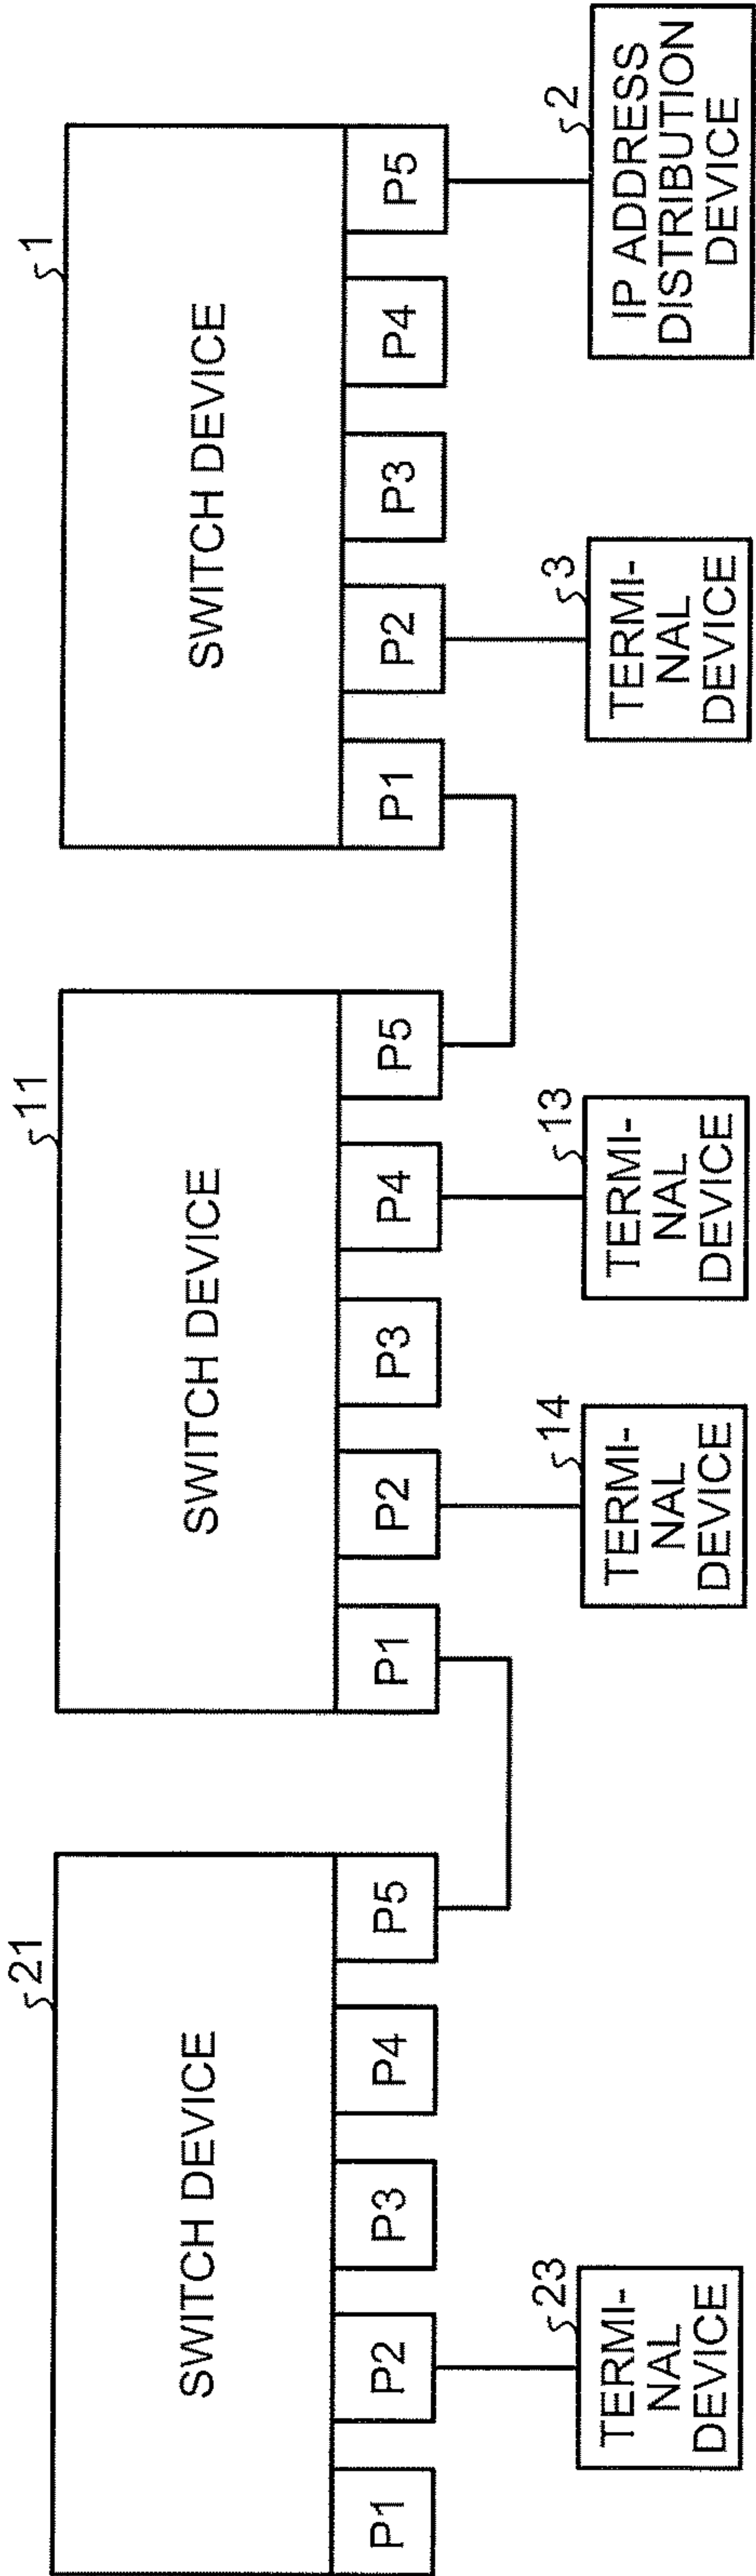 21
SWITCH DEVICE
P1
P2
P3
P4
P5
23
TERMI-
NAL
DEVICE
11
SWITCH DEVICE
P1
P2
P3
P4
P5
14
TERMI-
NAL
DEVICE
13
TERMI-
NAL
DEVICE
1
SWITCH DEVICE
P1
P2
P3
P4
P5
3
TERMI-
NAL
DEVICE
2
IP ADDRESS
DISTRIBUTION
DEVICE